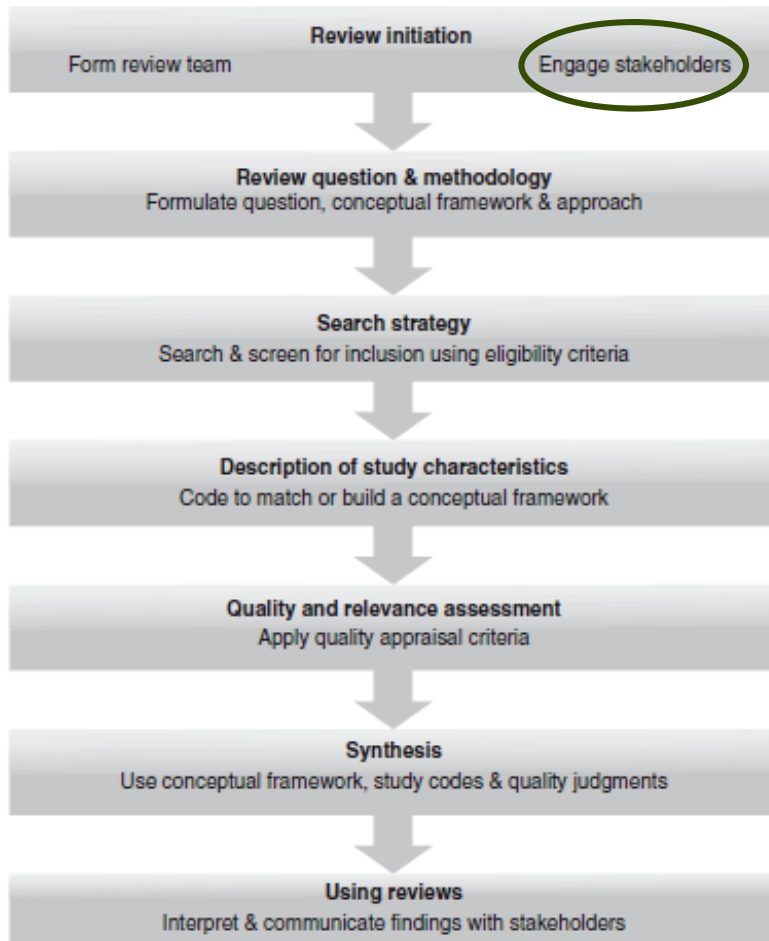 Review initiation
Form review team Engage stakeholders
Review question & methodology
Formulate question, conceptual framework & approach
Search strategy
Search & screen for inclusion using eligibility criteria
Description of study characteristics
Code to match or build a conceptual framework
Quality and relevance assessment
Apply quality appraisal criteria
Synthesis
Use conceptual framework, study codes & quality judgments
Using reviews
Interpret & communicate findings with stakeholders